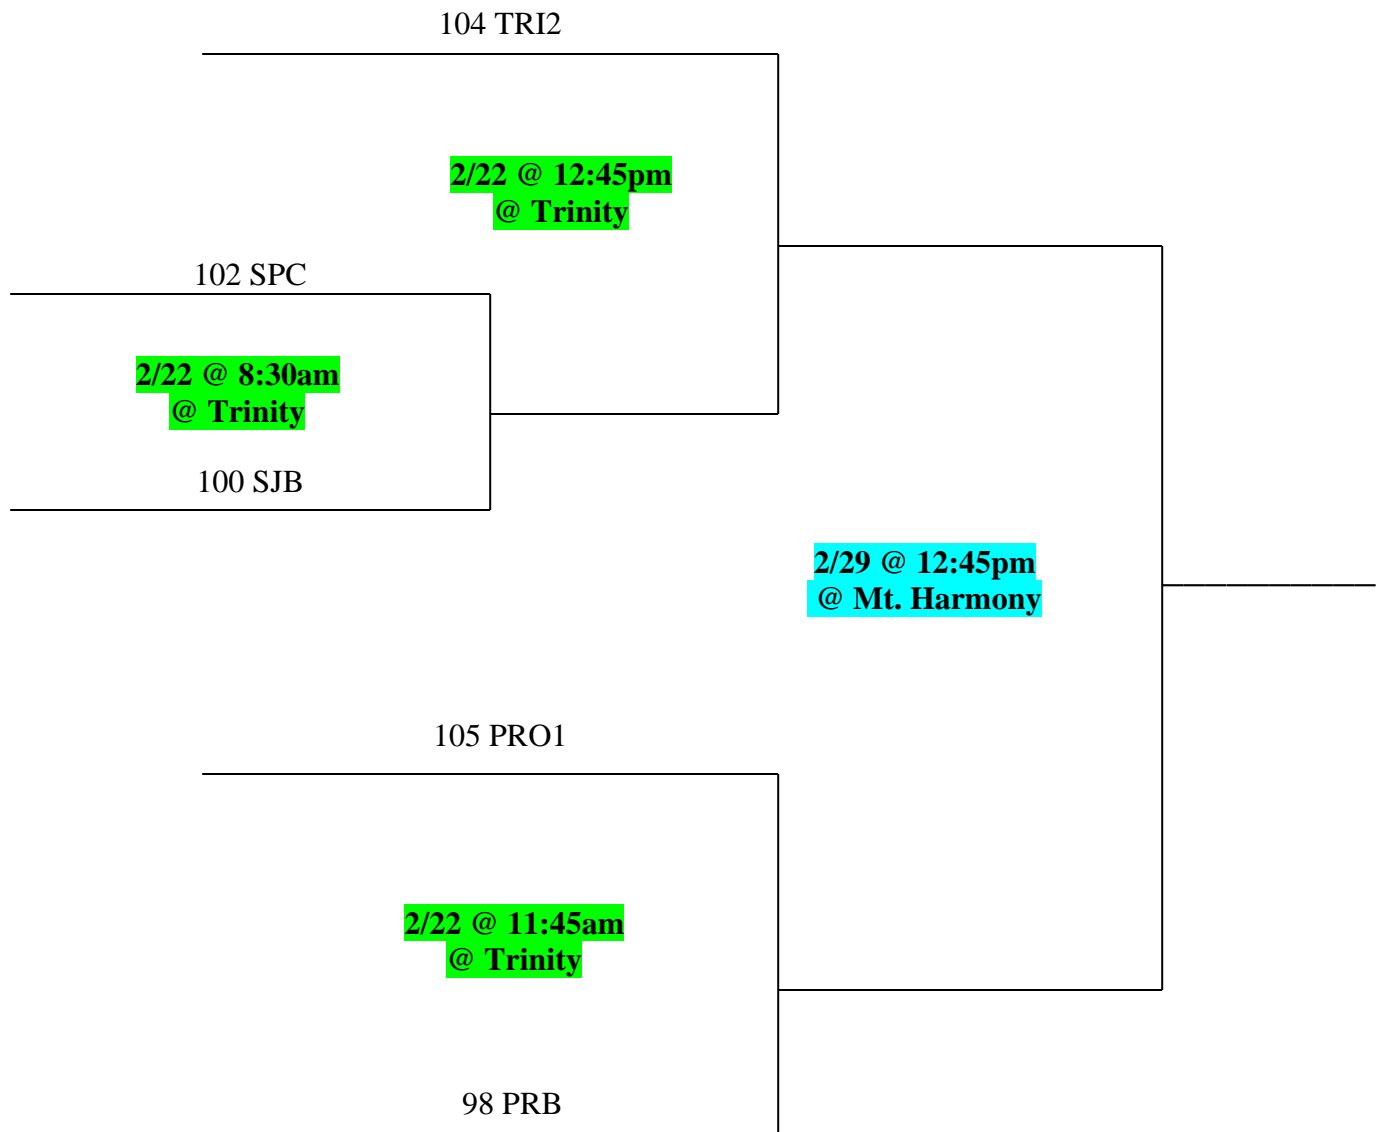 104 TRI2
2/22 @ 12:45pm
@ Trinity
102 SPC
2/22 @ 8:30am
@ Trinity
100 SJB
2/29 @ 12:45pm
@ Mt. Harmony
105 PRO1
2/22 @ 11:45am
@ Trinity
98 PRB